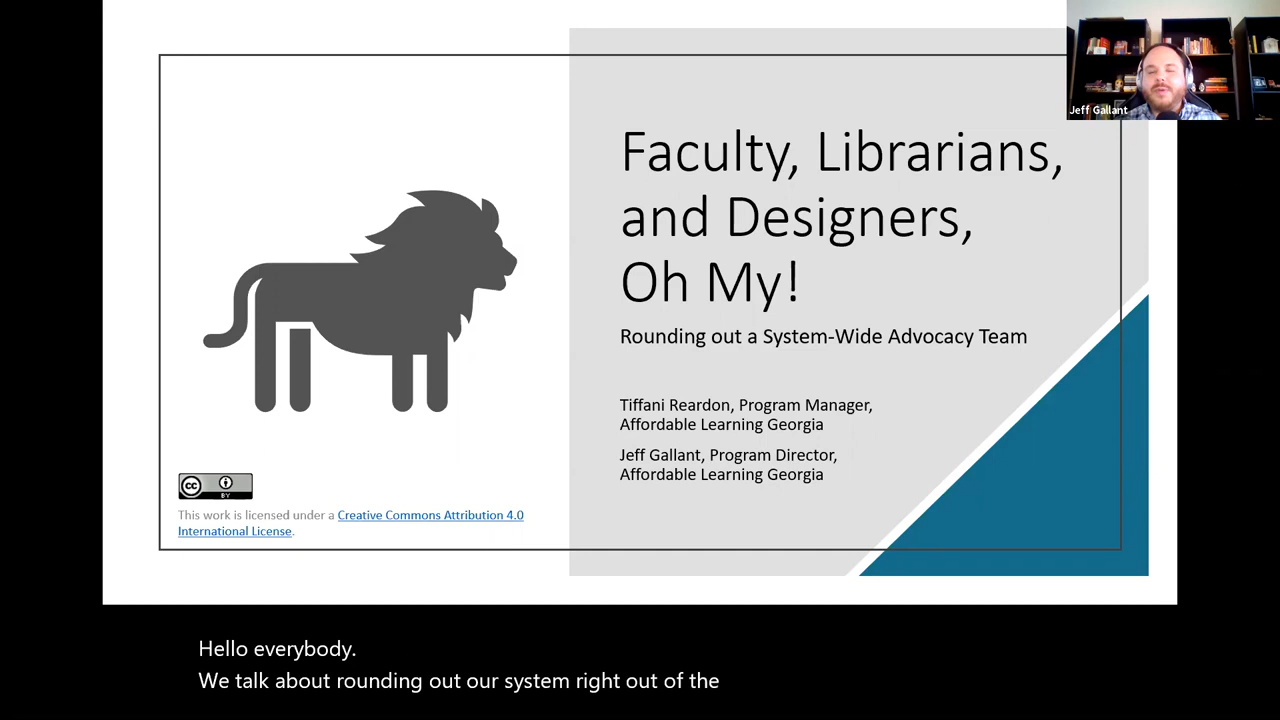 Jeff Gallant
Faculty, Librarians,
and Designers,
Oh My!
Rounding out a System-Wide Advocacy Team
Tiffani Reardon, Program Manager,
Affordable Learning Georgia
Jeff Gallant, Program Director,
Affordable Learning Georgia
cc
BY
This work is licensed under a Creative Commons Attribution 4.0
International License.
Hello everybody.
We talk about rounding out our system right out of the